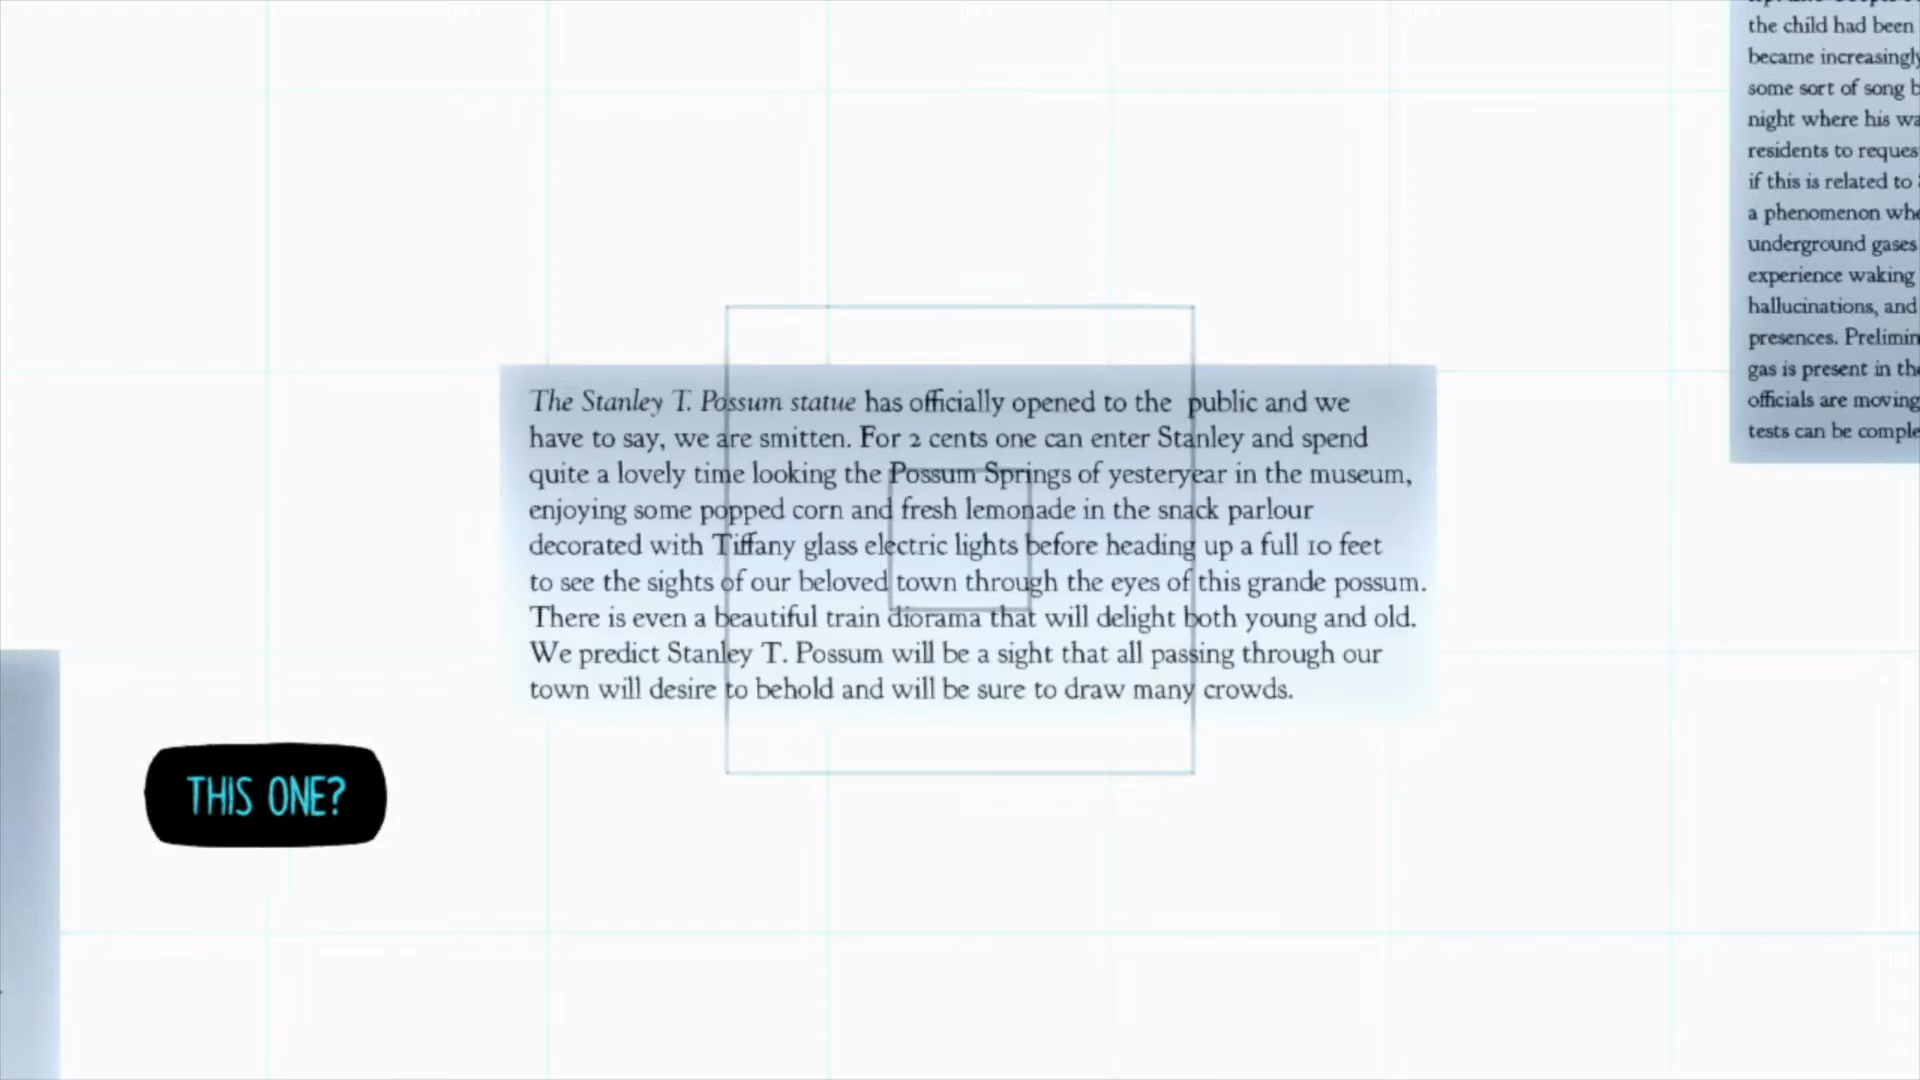 The Stanley T. Possum statue has officially opened to the public and we
have to say, we are smitten. For 2 cents one can enter Stanley and spend
quite a lovely time looking the Possum Springs of yesteryear in the museum,
enjoying some popped corn and fresh lemonade in the snack parlour
decorated with Tiffany glass electric lights before heading up a full 10 feet
to see the sights of our beloved town through the eyes of this grande possum.
There is even a beautiful train diorama that will delight both young and old.
We predict Stanley T. Possum will be a sight that all passing through our
town will desire to behold and will be sure to draw many crowds.
THIS ONE?
the child had been
became increasingly
some sort of song
night where his
residents to
if this is related to
a phenomenon
underground gases
experience waking
hallucinations, and
presences.
gas is present in
officials are moving
tests can be